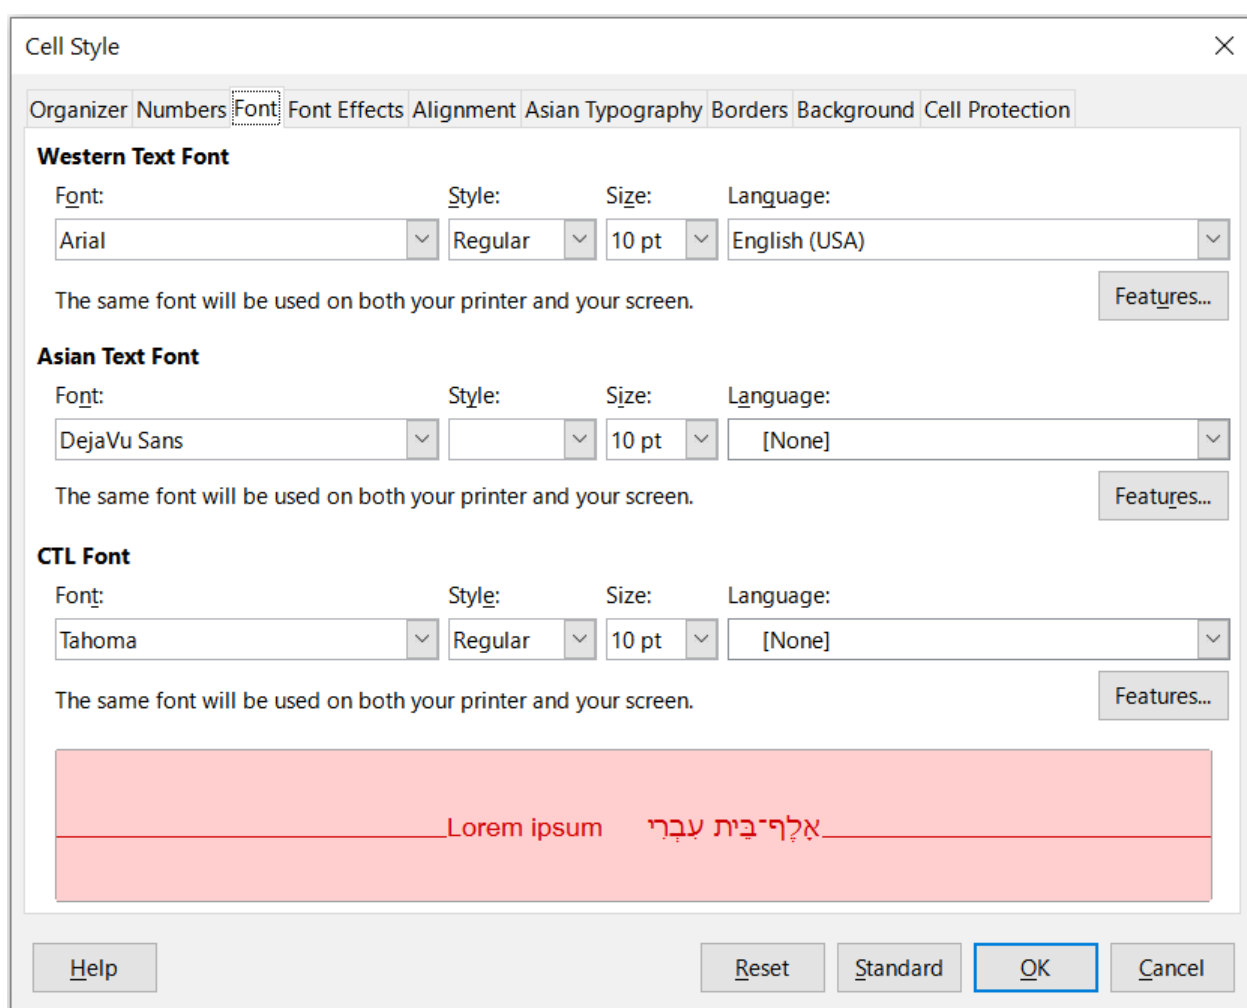 Cell Style
Organizer Numbers Font Font Effects Alignment Asian Typography Borders Background Cell Protection
Western Text Font
Font: Style: Size: Language:
Arial Regular 10 pt English (USA)
The same font will be used on both your printer and your screen. Features...
Asian Text Font
Font: Style: Size: Language:
DejaVu Sans 10 pt [None]
The same font will be used on both your printer and your screen. Features...
CTL Font
Font: Style: Size: Language:
Tahoma Regular 10 pt [None]
The same font will be used on both your printer and your screen. Features...
Lorem ipsum אָלֶף־בֵּית עִבְרִי
Help Reset Standard OK Cancel